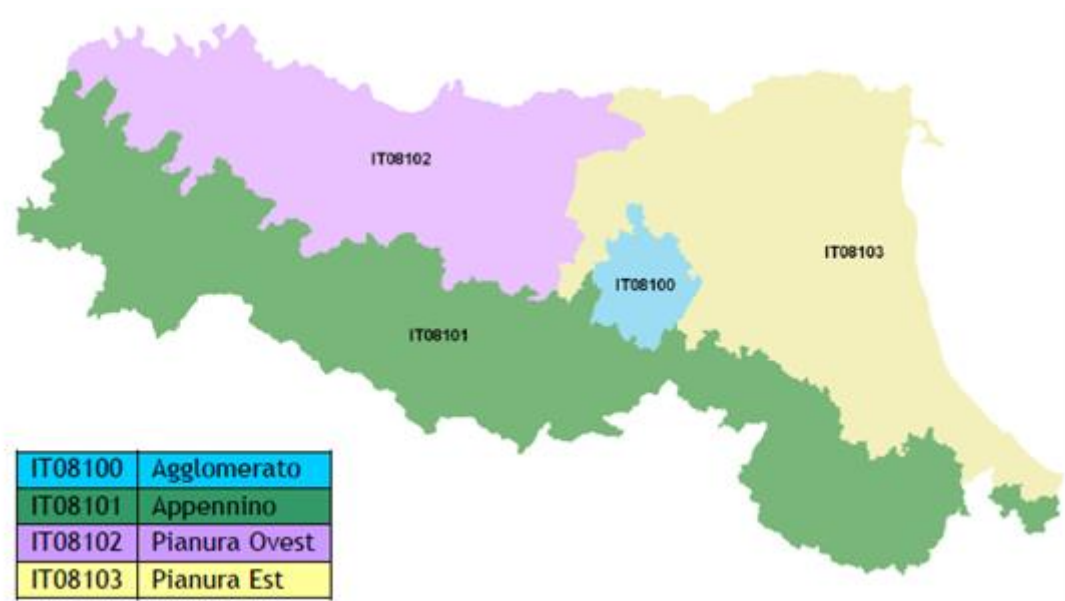 IT08102
IT08103
IT08100
IT08101
IT08100 Agglomerato
IT08101 Appennino
IT08102 Pianura Ovest
IT08103 Pianura Est